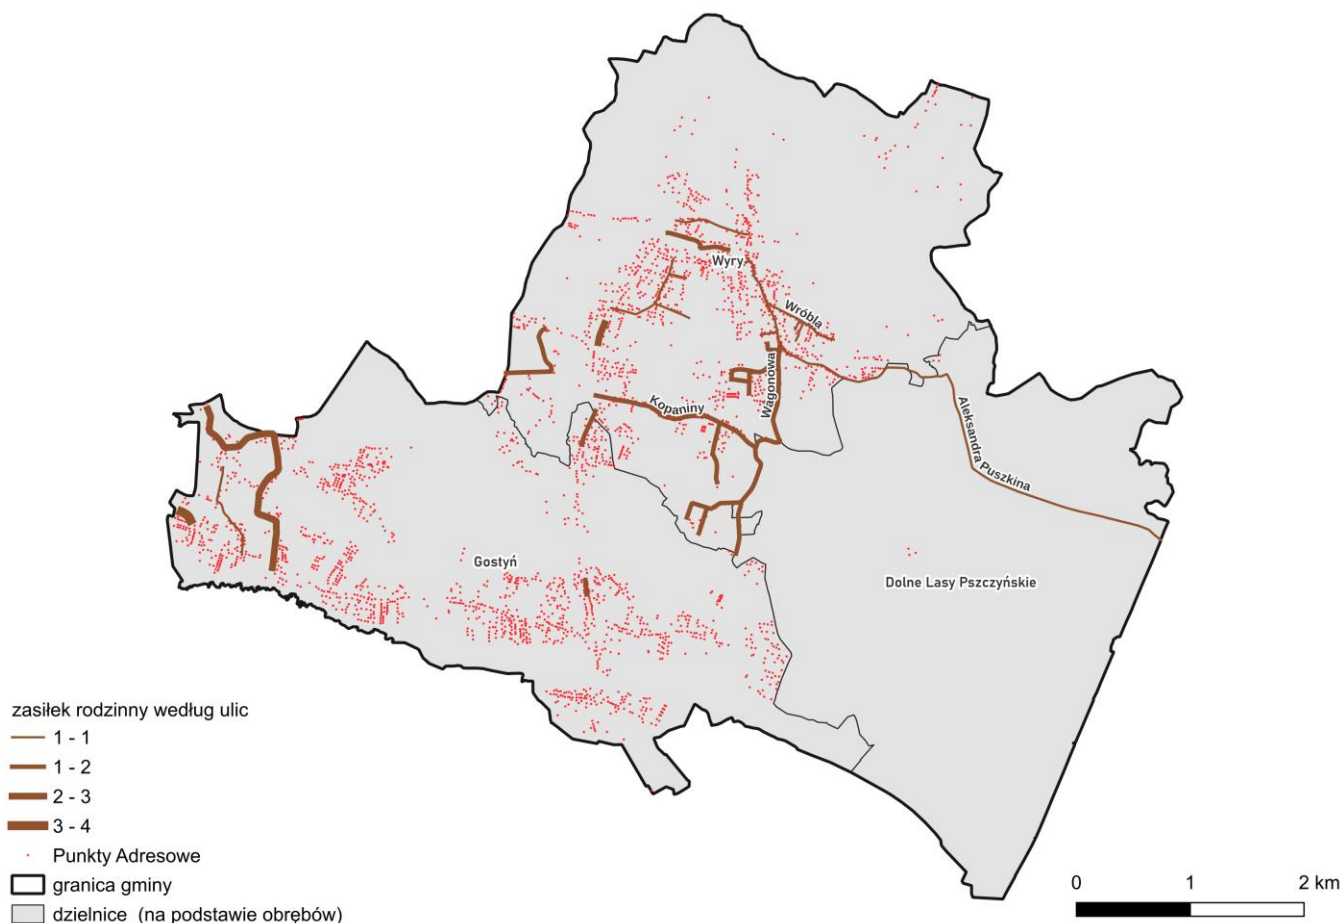 Wyry
Wróbla
Wagonowa
Kopaniny
Aleksandra Puszkina
Gostyń
Dolne Lasy Pszczyńskie
zasiłek rodzinny według ulic
1 - 1
1 - 2
2 - 3
3 - 4
Punkty Adresowe
granica gminy
dzielnice (na podstawie obrębów)
0 1 2 km